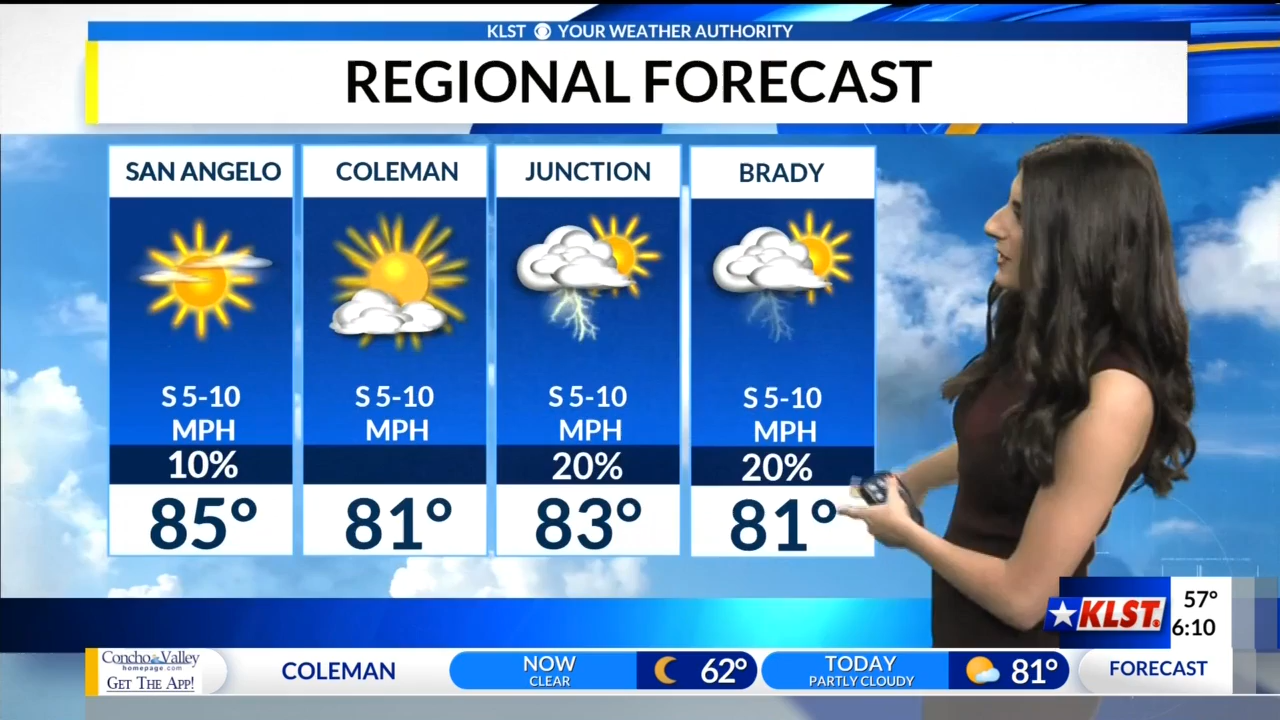 KLST YOUR WEATHER AUTHORITY
REGIONAL FORECAST
SAN ANGELO
S 5-10
MPH
10%
85°
COLEMAN
S 5-10
MPH
81°
JUNCTION
S 5-10
MPH
20%
83°
BRADY
S 5-10
MPH
20%
81°
KLST
57°
6:10
Concho Valley
homepage.com
GET THE APP!
COLEMAN
NOW
CLEAR
62°
TODAY
PARTLY CLOUDY
81°
FORECAST